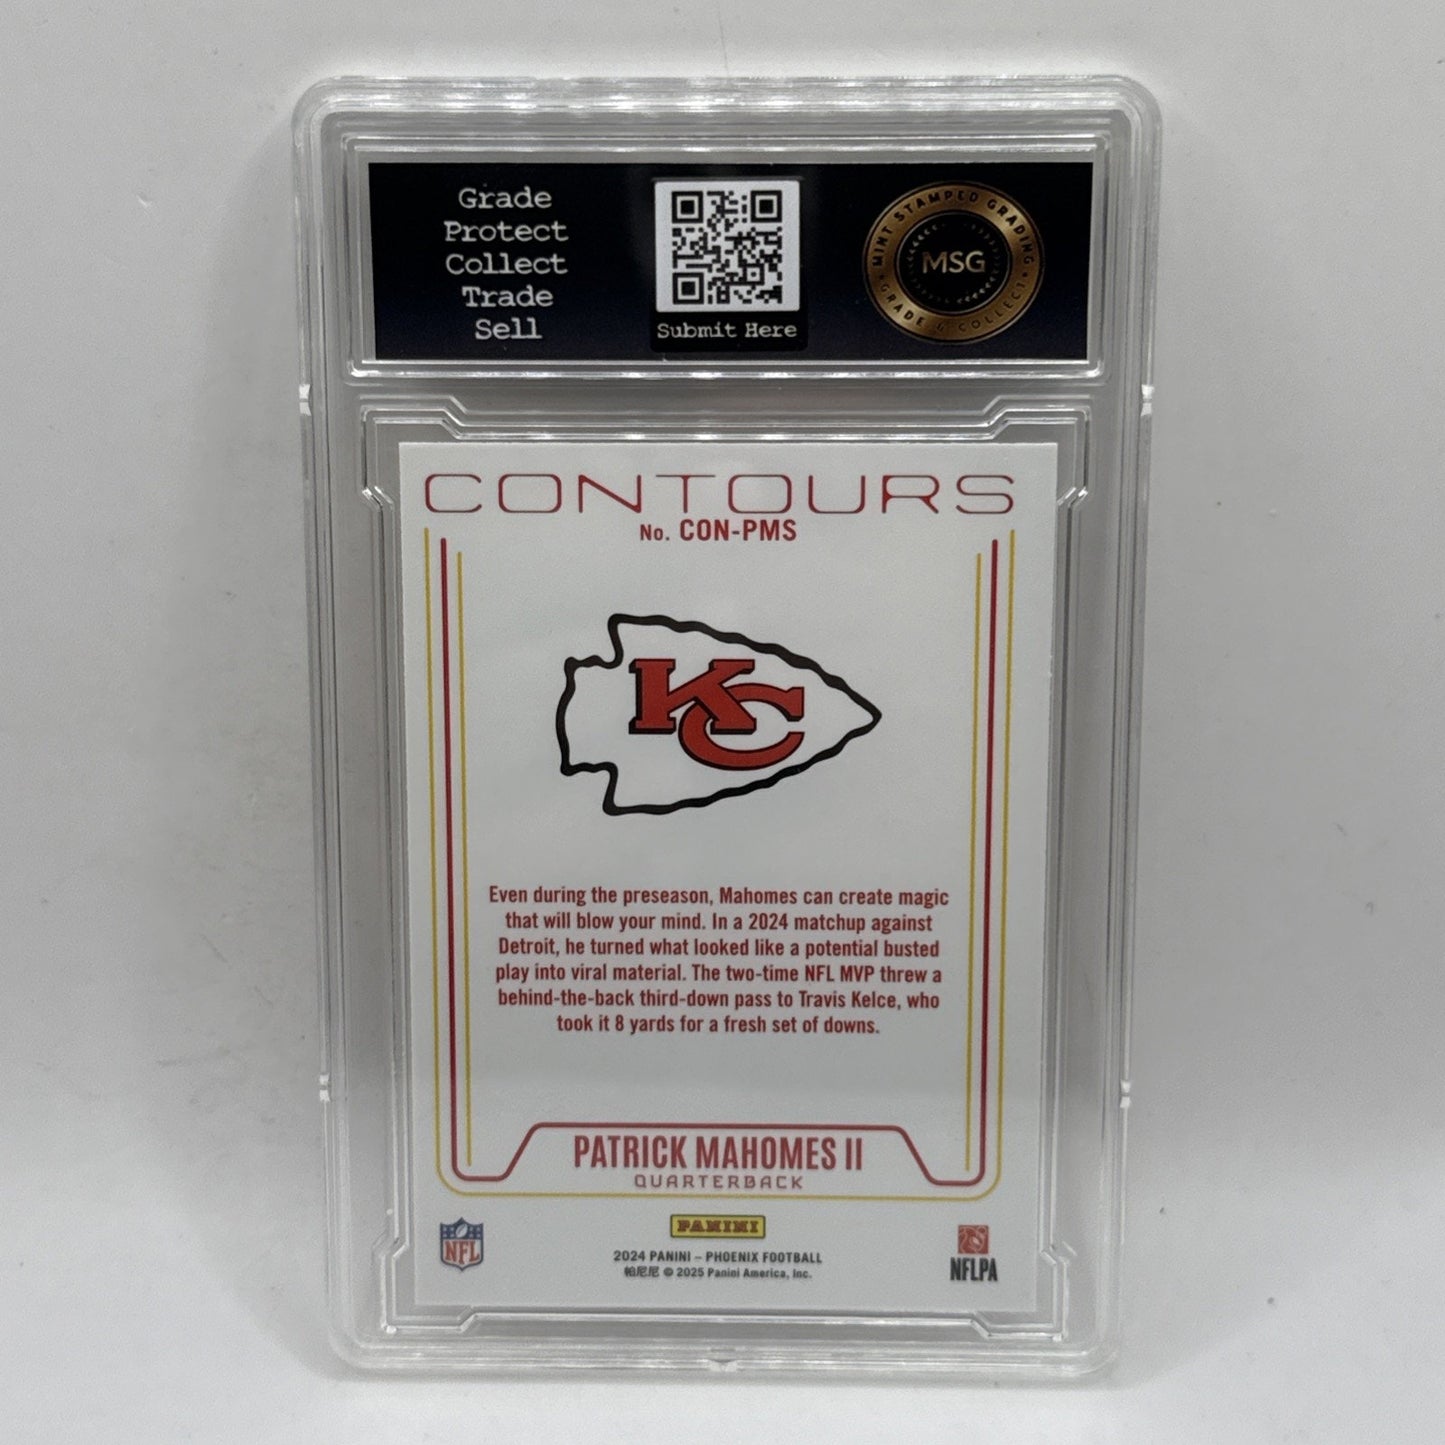 Grade
Protect
Collect
Trade
Sell
Submit Here
MINT STAMPED GRADING
MSG
GRADE & COLLECT
CONTOURS
No. CON-PMS
KC
Even during the preseason, Mahomes can create magic
that will blow your mind. In a 2024 matchup against
Detroit, he turned what looked like a potential busted
play into viral material. The two-time NFL MVP threw a
behind-the-back third-down pass to Travis Kelce, who
took it 8 yards for a fresh set of downs.
PATRICK MAHOMES II
QUARTERBACK
NFL
PANINI
NFLPA
2024 PANINI – PHOENIX FOOTBALL
帕尼尼 © 2025 Panini America, Inc.